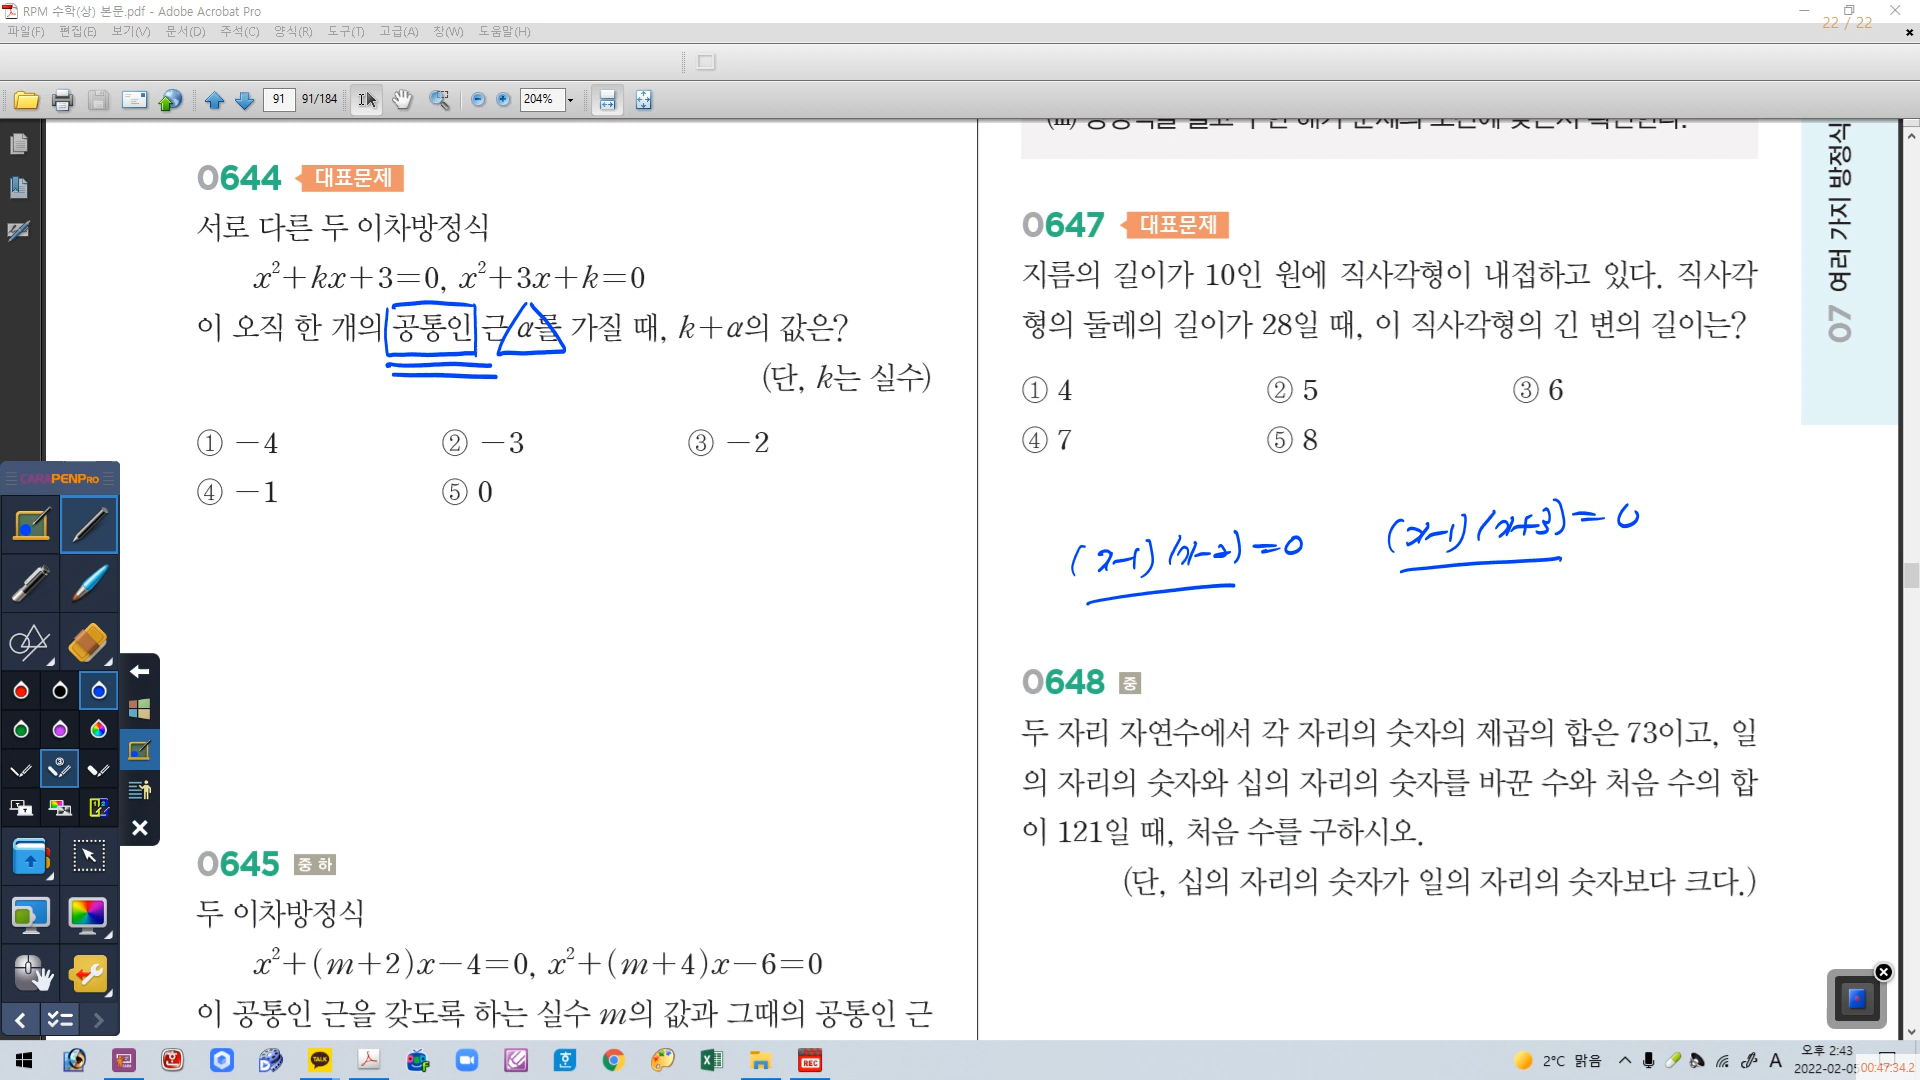 RPM 수학(상) 본문.pdf - Adobe Acrobat Pro
22 / 22
파일(F) 편집(E) 보기(V) 문서(D) 주석(C) 양식(R) 도구(T) 고급(A) 창(W) 도움말(H)
91 91/184 204%
0644 대표문제
서로 다른 두 이차방정식
x²+kx+3=0, x²+3x+k=0
이 오직 한 개의 공통인 근 α를 가질 때, k+α의 값은?
(단, k는 실수)
① -4 ② -3 ③ -2
④ -1 ⑤ 0
0645 중 하
두 이차방정식
x²+(m+2)x-4=0, x²+(m+4)x-6=0
이 공통인 근을 갖도록 하는 실수 m의 값과 그때의 공통인 근
0647 대표문제
지름의 길이가 10인 원에 직사각형이 내접하고 있다. 직사각
형의 둘레의 길이가 28일 때, 이 직사각형의 긴 변의 길이는?
① 4 ② 5 ③ 6
④ 7 ⑤ 8
(x-1)(x-2)=0 (x-1)(x+3)=0
0648 중
두 자리 자연수에서 각 자리의 숫자의 제곱의 합은 73이고, 일
의 자리의 숫자와 십의 자리의 숫자를 바꾼 수와 처음 수의 합
이 121일 때, 처음 수를 구하시오.
(단, 십의 자리의 숫자가 일의 자리의 숫자보다 크다.)
07 여러 가지 방정식
PENPRO
TALK
REC
2°C 맑음
A
오후 2:43
2022-02-05
00:47:34.2